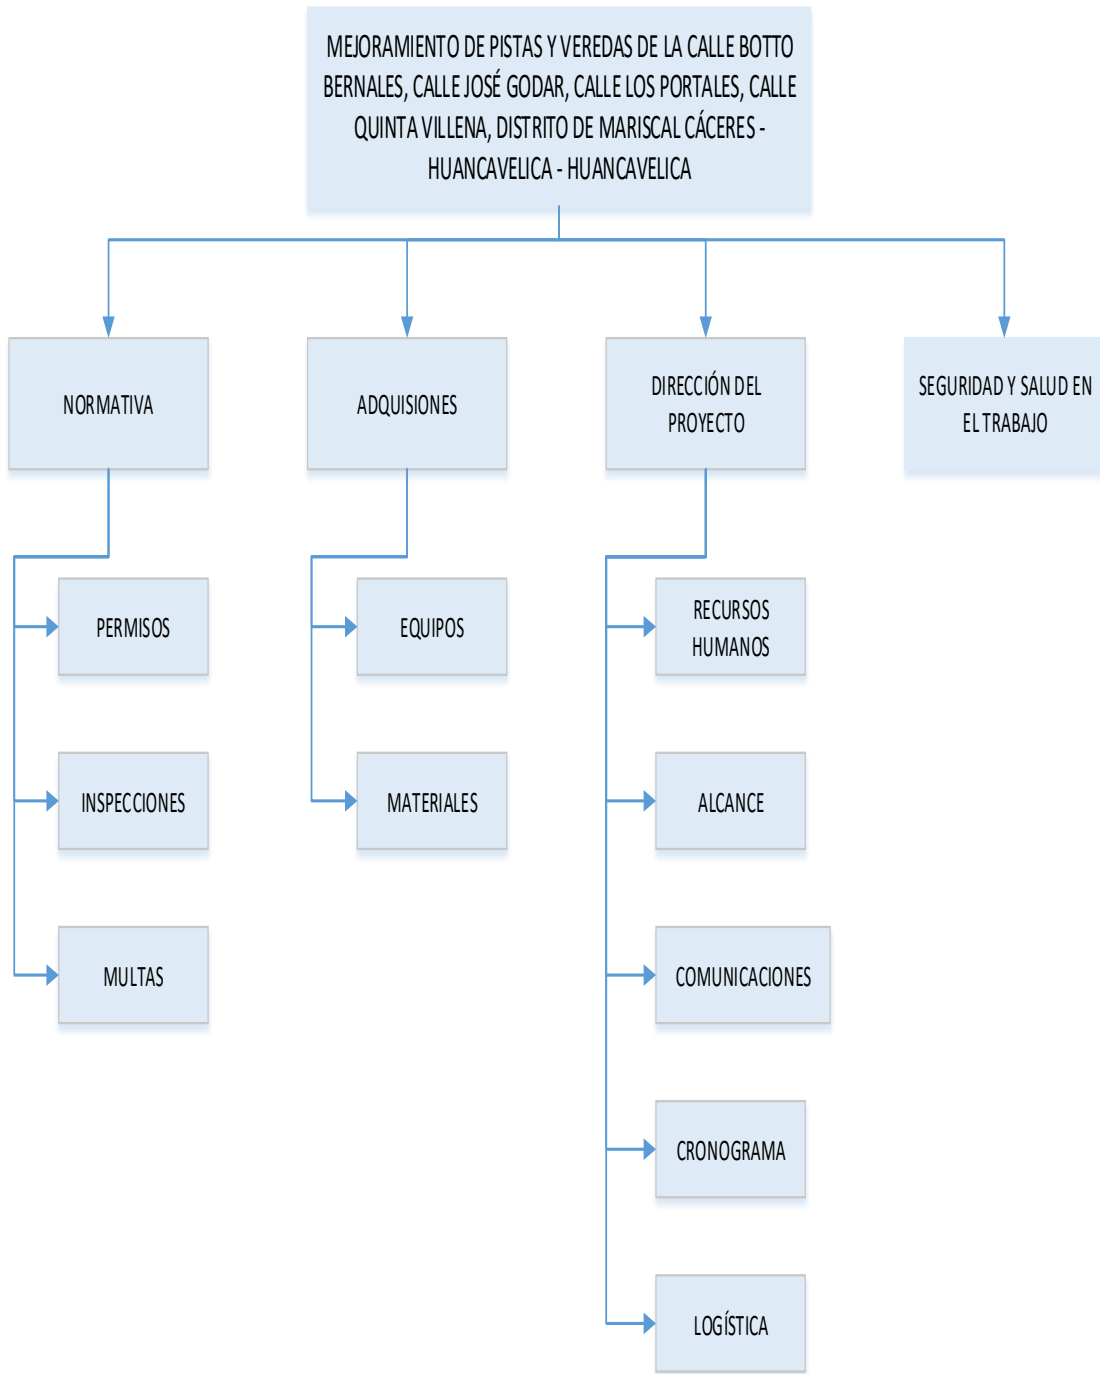 MEJORAMIENTO DE PISTAS Y VEREDAS DE LA CALLE BOTTO
BERNALES, CALLE JOSÉ GODAR, CALLE LOS PORTALES, CALLE
QUINTA VILLENA, DISTRITO DE MARISCAL CÁCERES -
HUANCAVELICA - HUANCAVELICA
NORMATIVA
ADQUISIONES
DIRECCIÓN DEL
PROYECTO
SEGURIDAD Y SALUD EN
EL TRABAJO
PERMISOS
INSPECCIONES
MULTAS
EQUIPOS
MATERIALES
RECURSOS
HUMANOS
ALCANCE
COMUNICACIONES
CRONOGRAMA
LOGÍSTICA